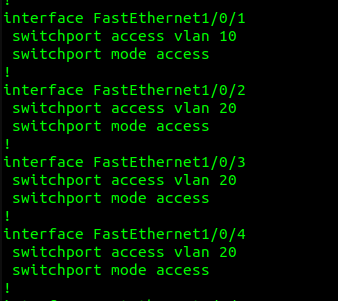 !
interface FastEthernet1/0/1
 switchport access vlan 10
 switchport mode access
!
interface FastEthernet1/0/2
 switchport access vlan 20
 switchport mode access
!
interface FastEthernet1/0/3
 switchport access vlan 20
 switchport mode access
!
interface FastEthernet1/0/4
 switchport access vlan 20
 switchport mode access
!